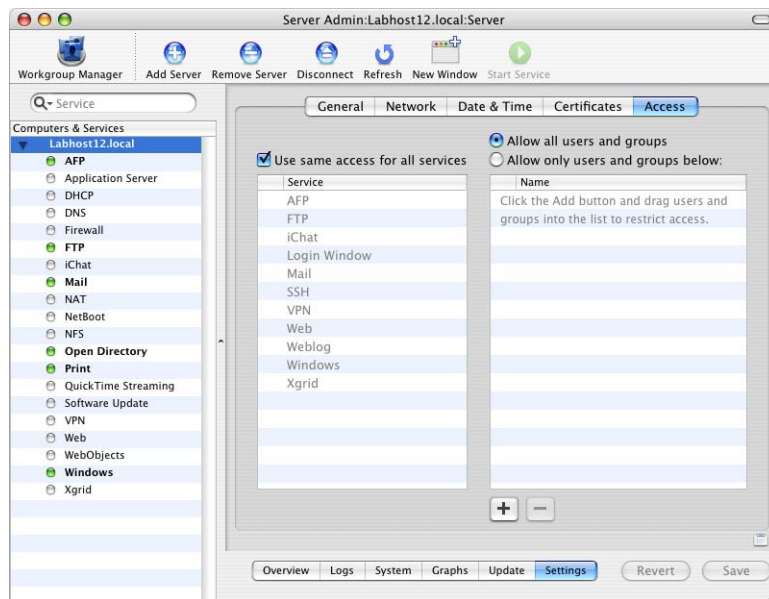 Server Admin:Labhost12.local:Server
Workgroup Manager Add Server Remove Server Disconnect Refresh New Window Start Service
Service
Computers & Services
Labhost12.local
AFP
Application Server
DHCP
DNS
Firewall
FTP
iChat
Mail
NAT
NetBoot
NFS
Open Directory
Print
QuickTime Streaming
Software Update
VPN
Web
WebObjects
Windows
Xgrid
General Network Date & Time Certificates Access
Use same access for all services
Service
AFP
FTP
iChat
Login Window
Mail
SSH
VPN
Web
Weblog
Windows
Xgrid
Allow all users and groups
Allow only users and groups below:
Name
Click the Add button and drag users and
groups into the list to restrict access.
+ −
Overview Logs System Graphs Update Settings Revert Save